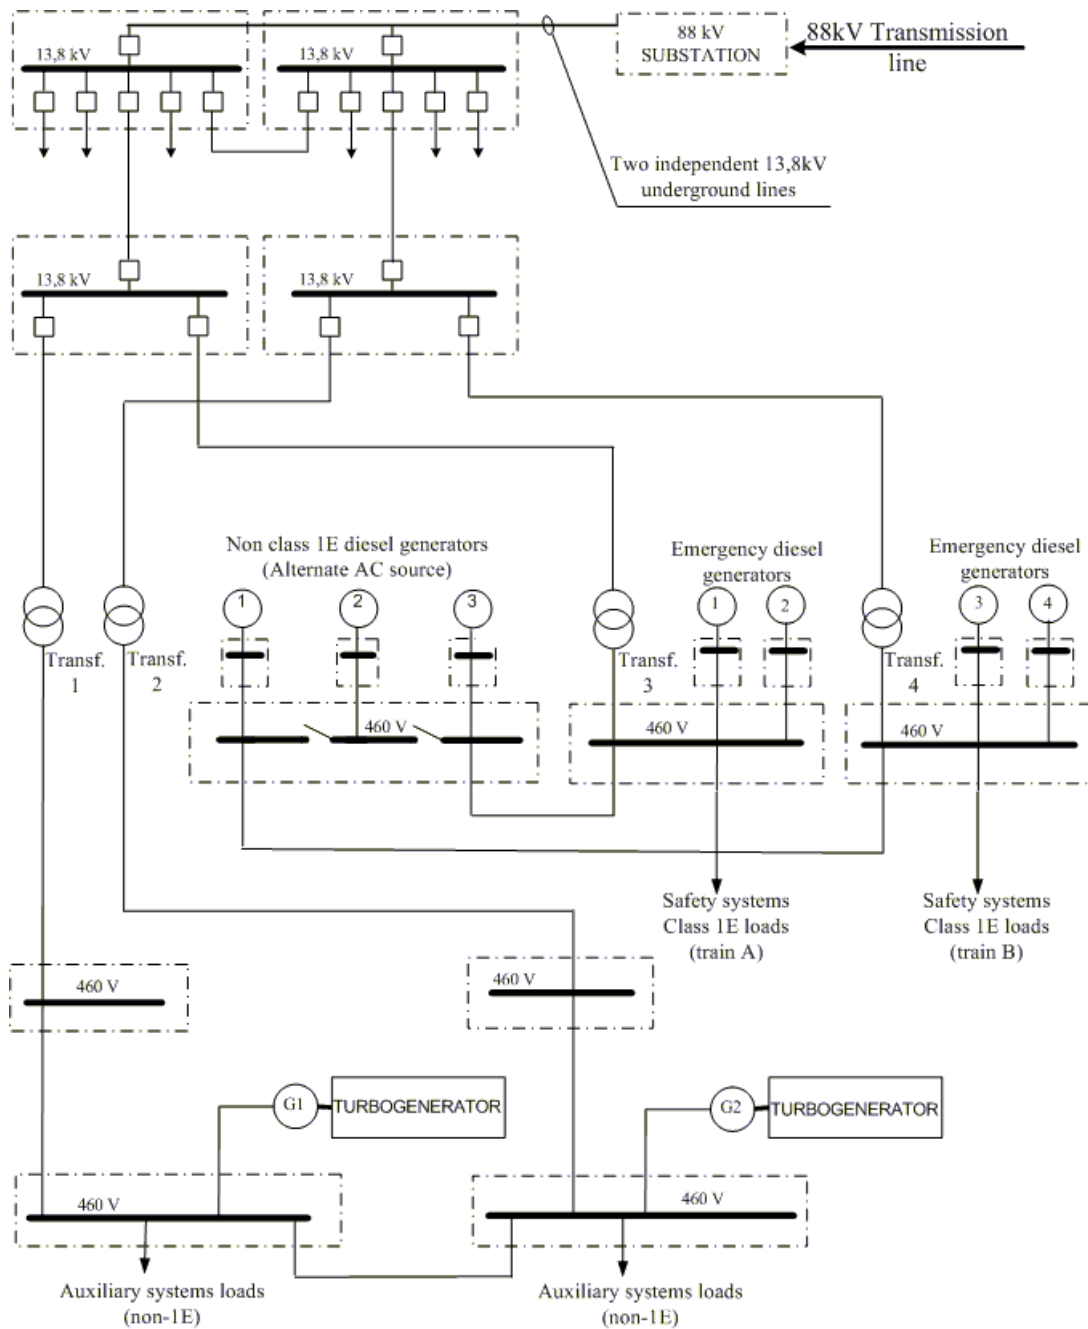 88 kV
SUBSTATION
88kV Transmission
line
13,8 kV
13,8 kV
Two independent 13,8kV
underground lines
13,8 kV
13,8 kV
Non class 1E diesel generators
(Alternate AC source)
Emergency diesel
generators
Emergency diesel
generators
1
2
3
1
2
3
4
Transf.
1
Transf.
2
Transf.
3
Transf.
4
460 V
460 V
460 V
Safety systems
Class 1E loads
(train A)
Safety systems
Class 1E loads
(train B)
460 V
460 V
G1
TURBOGENERATOR
G2
TURBOGENERATOR
460 V
460 V
Auxiliary systems loads
(non-1E)
Auxiliary systems loads
(non-1E)